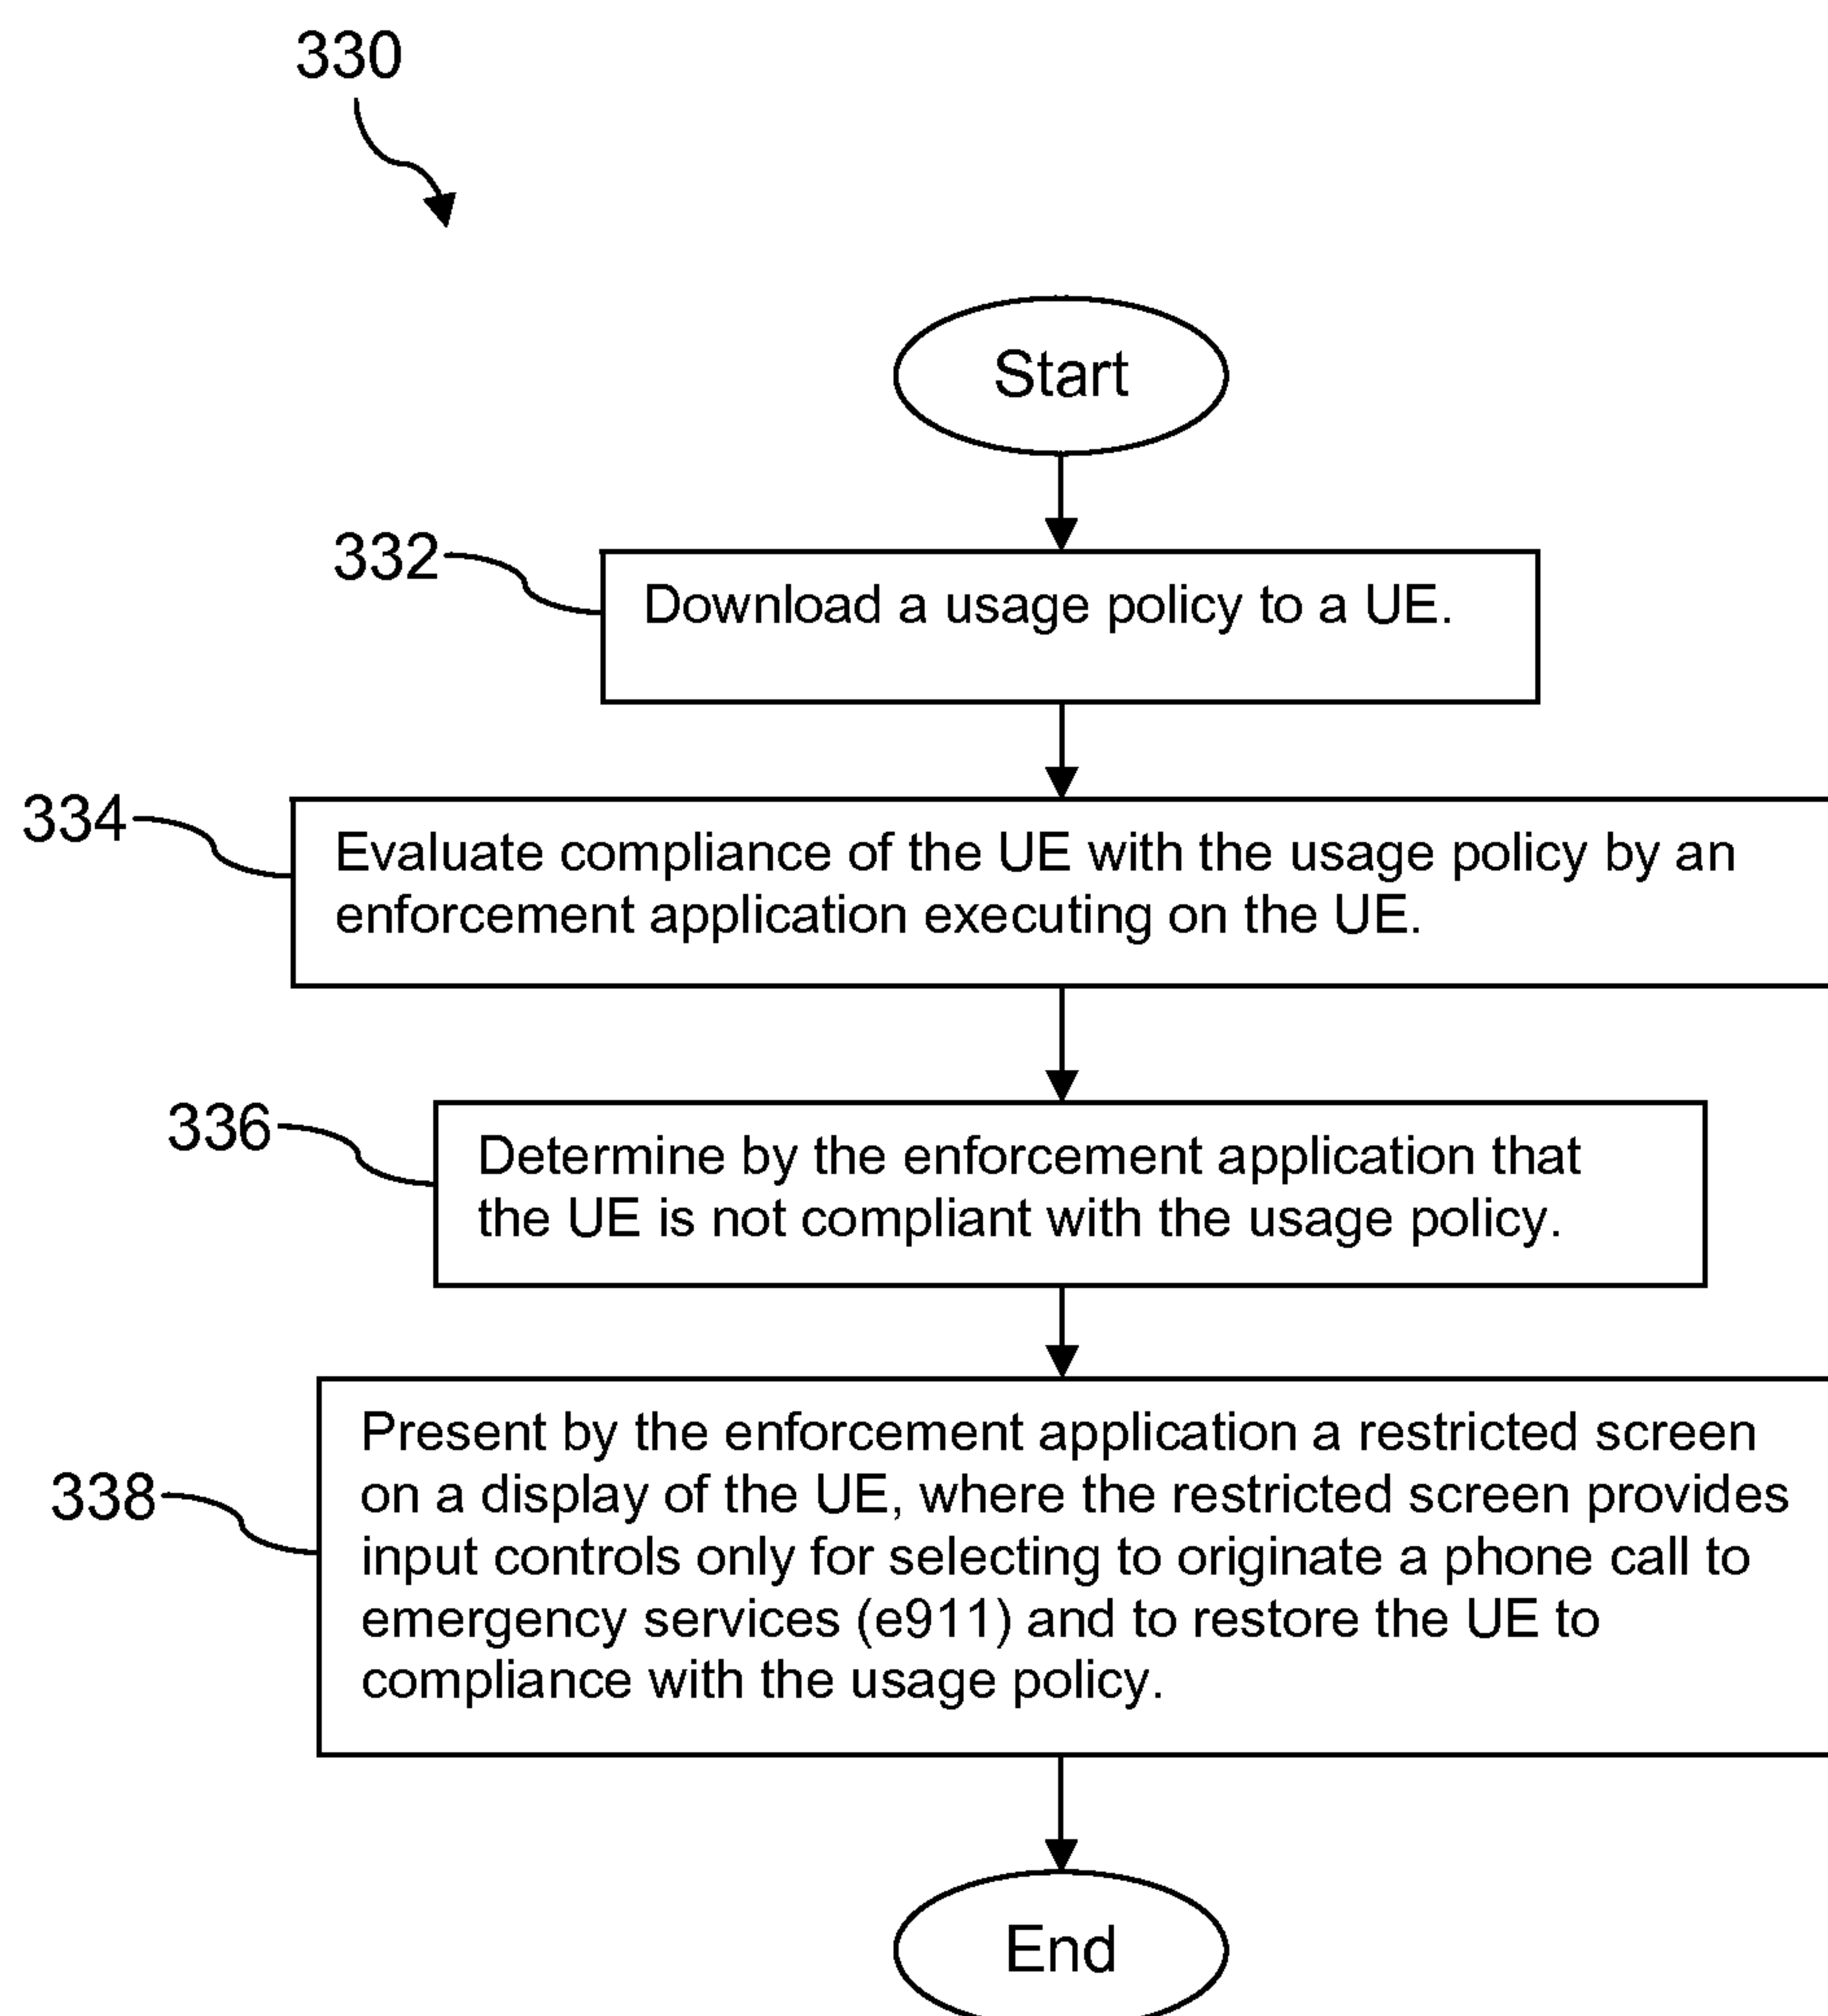 330
Start
332
Download a usage policy to a UE.
334
Evaluate compliance of the UE with the usage policy by an
enforcement application executing on the UE.
336
Determine by the enforcement application that
the UE is not compliant with the usage policy.
338
Present by the enforcement application a restricted screen
on a display of the UE, where the restricted screen provides
input controls only for selecting to originate a phone call to
emergency services (e911) and to restore the UE to
compliance with the usage policy.
End